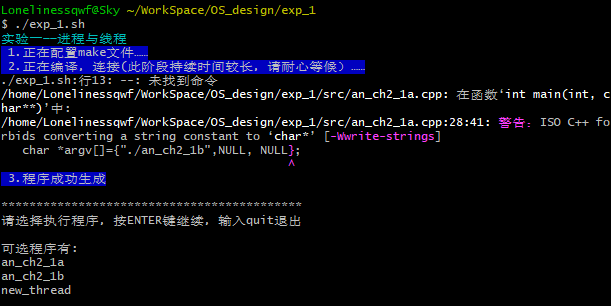 Lonelinessqwf@Sky ~/WorkSpace/OS_design/exp_1
$ ./exp_1.sh
实验一--进程与线程
1.正在配置make文件……
2.正在编译, 连接(此阶段持续时间较长, 请耐心等候) ……
./exp_1.sh:行13: --: 未找到命令
/home/Lonelinessqwf/WorkSpace/OS_design/exp_1/src/an_ch2_1a.cpp: 在函数‘int main(int, c
har**)’中:
/home/Lonelinessqwf/WorkSpace/OS_design/exp_1/src/an_ch2_1a.cpp:28:41: 警告: ISO C++ fo
rbids converting a string constant to ‘char*’ [-Wwrite-strings]
char *argv[]={"./an_ch2_1b",NULL, NULL};
^
3.程序成功生成
******************************************
请选择执行程序, 按ENTER键继续, 输入quit退出
可选程序有:
an_ch2_1a
an_ch2_1b
new_thread